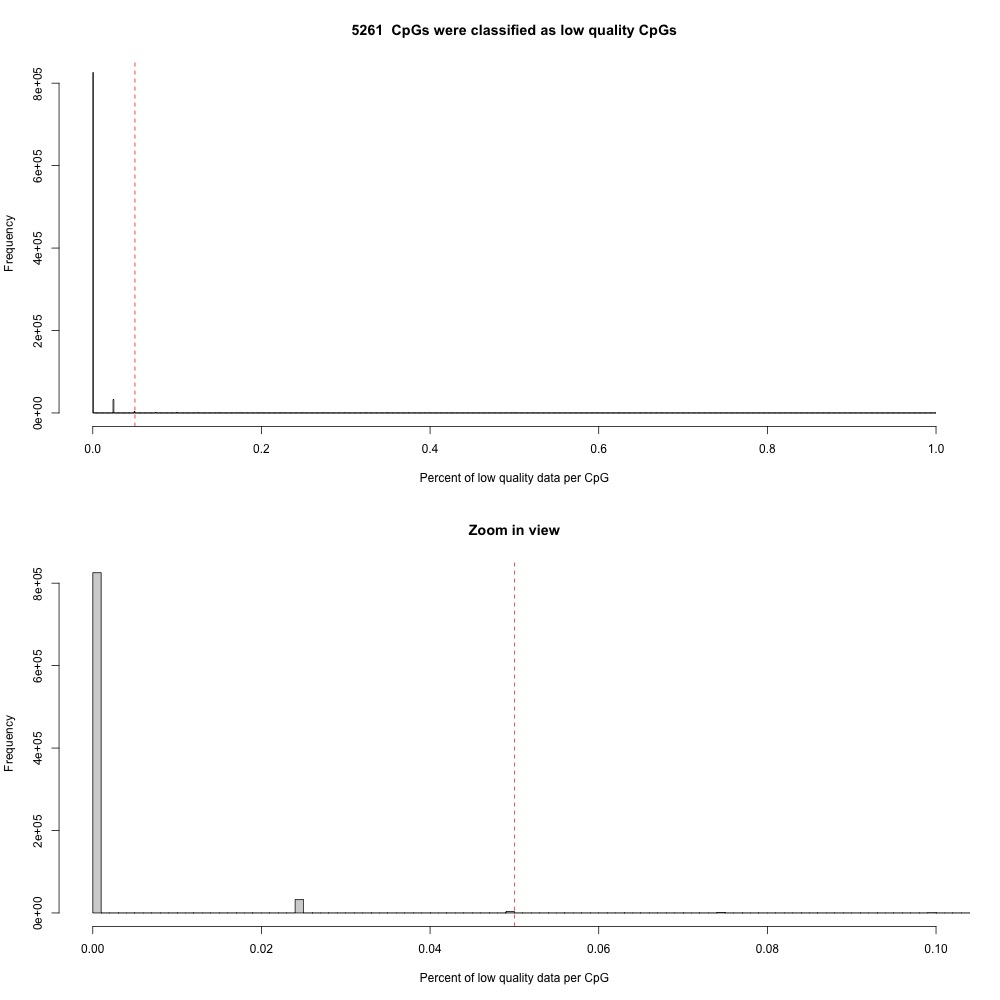 5261  CpGs were classified as low quality CpGs
Frequency
8e+05
6e+05
4e+05
2e+05
0e+00
0.0 0.2 0.4 0.6 0.8 1.0
Percent of low quality data per CpG
Zoom in view
Frequency
8e+05
6e+05
4e+05
2e+05
0e+00
0.00 0.02 0.04 0.06 0.08 0.10
Percent of low quality data per CpG